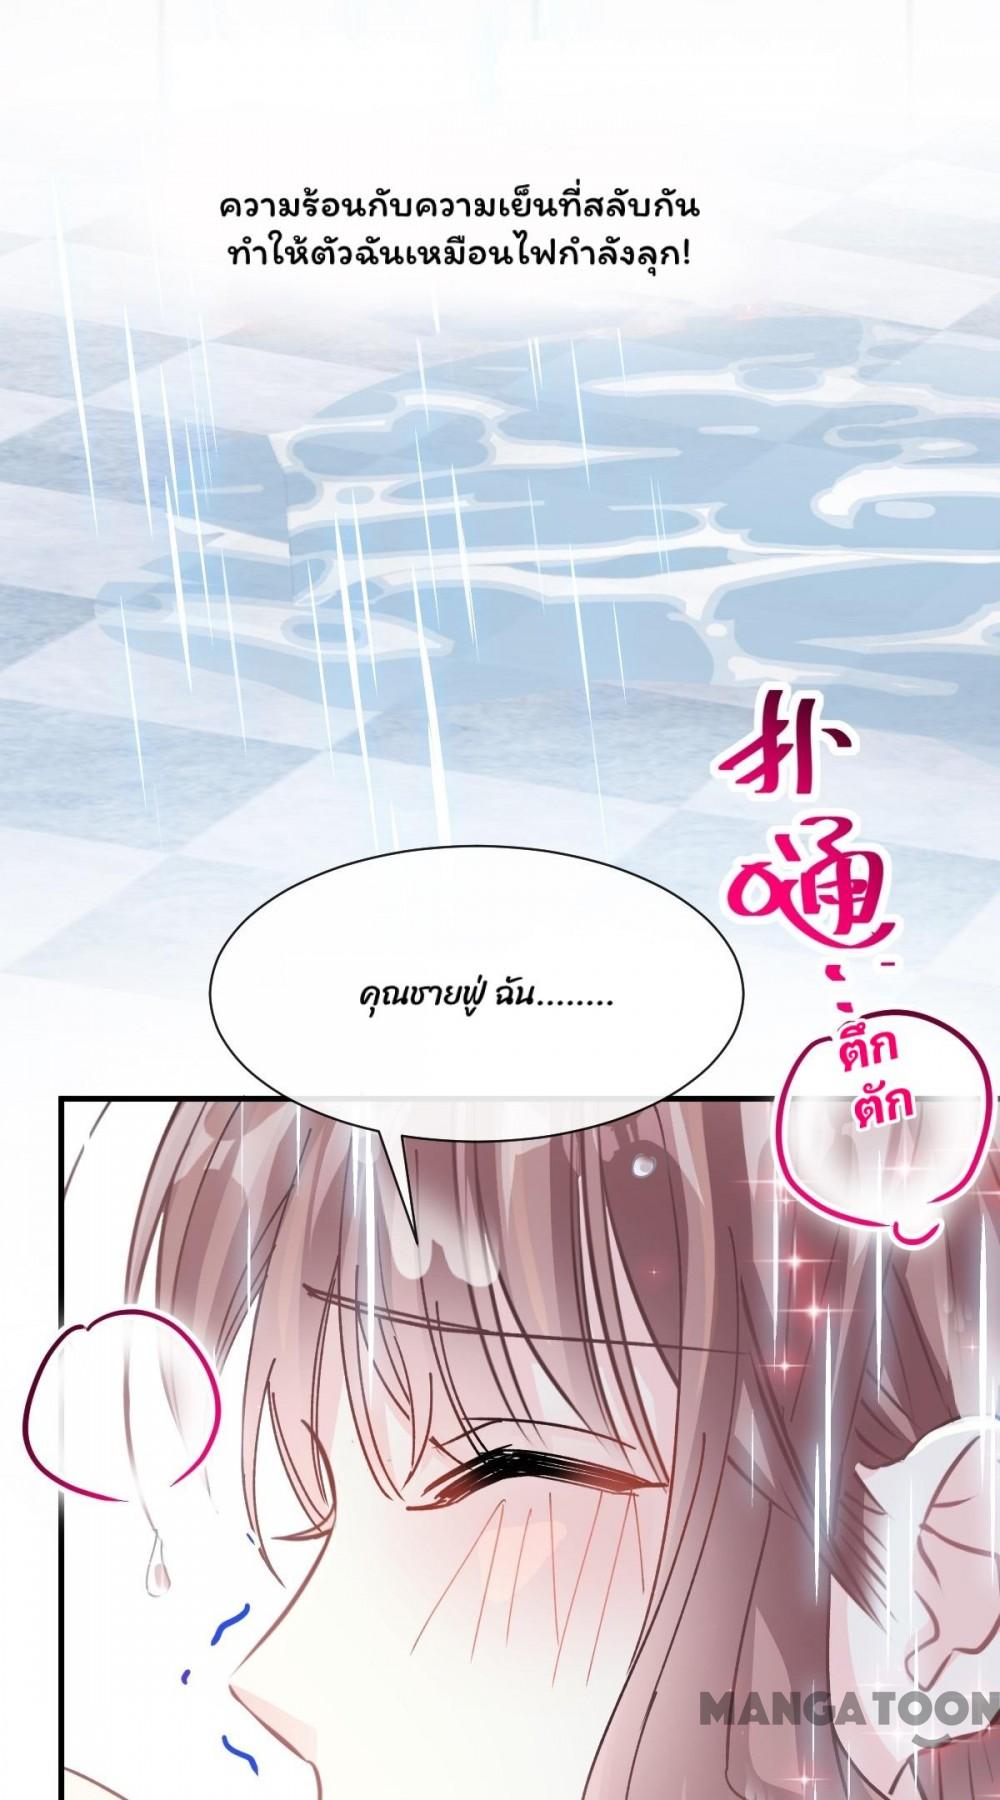 ความร้อนกับความเย็นที่สลับกัน
ทำให้ตัวฉันเหมือนไฟกำลังลุก!
扑
通
คุณชายฟู่ ฉัน........
ตึก
ตัก
MANGATOON